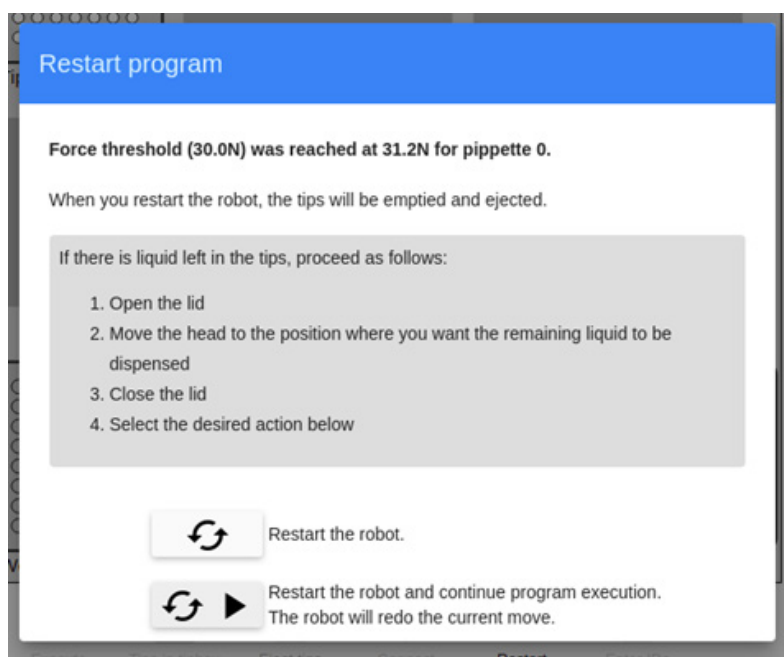 Restart program
Force threshold (30.0N) was reached at 31.2N for pippette 0.
When you restart the robot, the tips will be emptied and ejected.
If there is liquid left in the tips, proceed as follows:
1. Open the lid
2. Move the head to the position where you want the remaining liquid to be
dispensed
3. Close the lid
4. Select the desired action below
Restart the robot.
Restart the robot and continue program execution.
The robot will redo the current move.
Restart